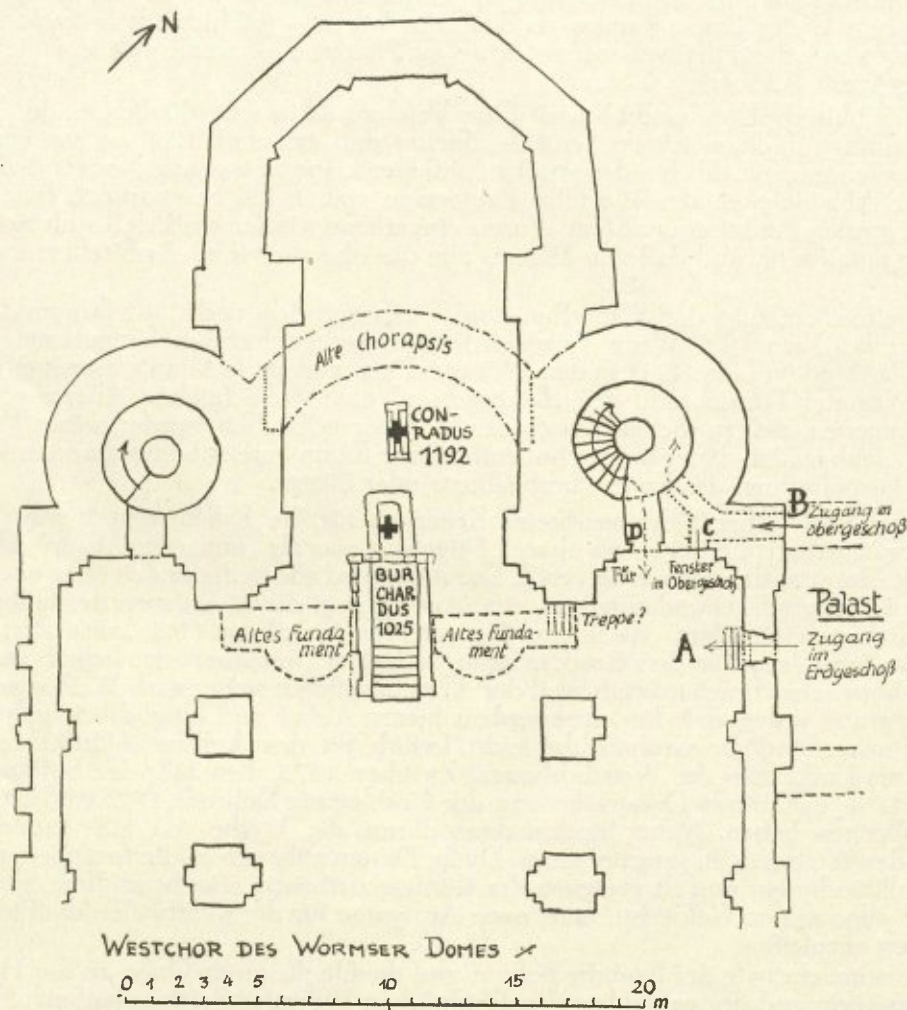 N
Alte Chorapsis
CON-
RADUS
1192
BUR
CHAR
DUS
1025
Altes Funda
ment
Altes Funda-
ment
Treppe?
D
Tür
C
Fenster
im Obergeschoß
B
Zugang im
Obergeschoß
Palast
A
Zugang
im
Erdgeschoß
WESTCHOR DES WORMSER DOMES
0 1 2 3 4 5 10 15 20 m